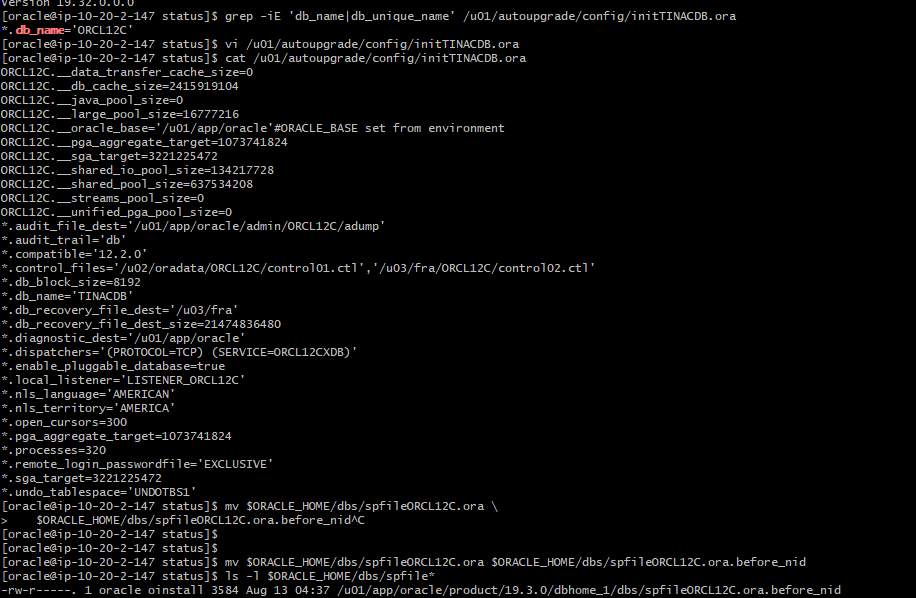 Version 19.32.0.0.0
[oracle@ip-10-20-2-147 status]$ grep -iE 'db_name|db_unique_name' /u01/autoupgrade/config/initTINACDB.ora
*.db_name='ORCL12C'
[oracle@ip-10-20-2-147 status]$ vi /u01/autoupgrade/config/initTINACDB.ora
[oracle@ip-10-20-2-147 status]$ cat /u01/autoupgrade/config/initTINACDB.ora
ORCL12C.__data_transfer_cache_size=0
ORCL12C.__db_cache_size=2415919104
ORCL12C.__java_pool_size=0
ORCL12C.__large_pool_size=16777216
ORCL12C.__oracle_base='/u01/app/oracle'#ORACLE_BASE set from environment
ORCL12C.__pga_aggregate_target=1073741824
ORCL12C.__sga_target=3221225472
ORCL12C.__shared_io_pool_size=134217728
ORCL12C.__shared_pool_size=637534208
ORCL12C.__streams_pool_size=0
ORCL12C.__unified_pga_pool_size=0
*.audit_file_dest='/u01/app/oracle/admin/ORCL12C/adump'
*.audit_trail='db'
*.compatible='12.2.0'
*.control_files='/u02/oradata/ORCL12C/control01.ctl','/u03/fra/ORCL12C/control02.ctl'
*.db_block_size=8192
*.db_name='TINACDB'
*.db_recovery_file_dest='/u03/fra'
*.db_recovery_file_dest_size=21474836480
*.diagnostic_dest='/u01/app/oracle'
*.dispatchers='(PROTOCOL=TCP) (SERVICE=ORCL12CXDB)'
*.enable_pluggable_database=true
*.local_listener='LISTENER_ORCL12C'
*.nls_language='AMERICAN'
*.nls_territory='AMERICA'
*.open_cursors=300
*.pga_aggregate_target=1073741824
*.processes=320
*.remote_login_passwordfile='EXCLUSIVE'
*.sga_target=3221225472
*.undo_tablespace='UNDOTBS1'
[oracle@ip-10-20-2-147 status]$ mv $ORACLE_HOME/dbs/spfileORCL12C.ora \
>    $ORACLE_HOME/dbs/spfileORCL12C.ora.before_nid^C
[oracle@ip-10-20-2-147 status]$
[oracle@ip-10-20-2-147 status]$
[oracle@ip-10-20-2-147 status]$ mv $ORACLE_HOME/dbs/spfileORCL12C.ora $ORACLE_HOME/dbs/spfileORCL12C.ora.before_nid
[oracle@ip-10-20-2-147 status]$ ls -l $ORACLE_HOME/dbs/spfile*
-rw-r-----. 1 oracle oinstall 3584 Aug 13 04:37 /u01/app/oracle/product/19.3.0/dbhome_1/dbs/spfileORCL12C.ora.before_nid